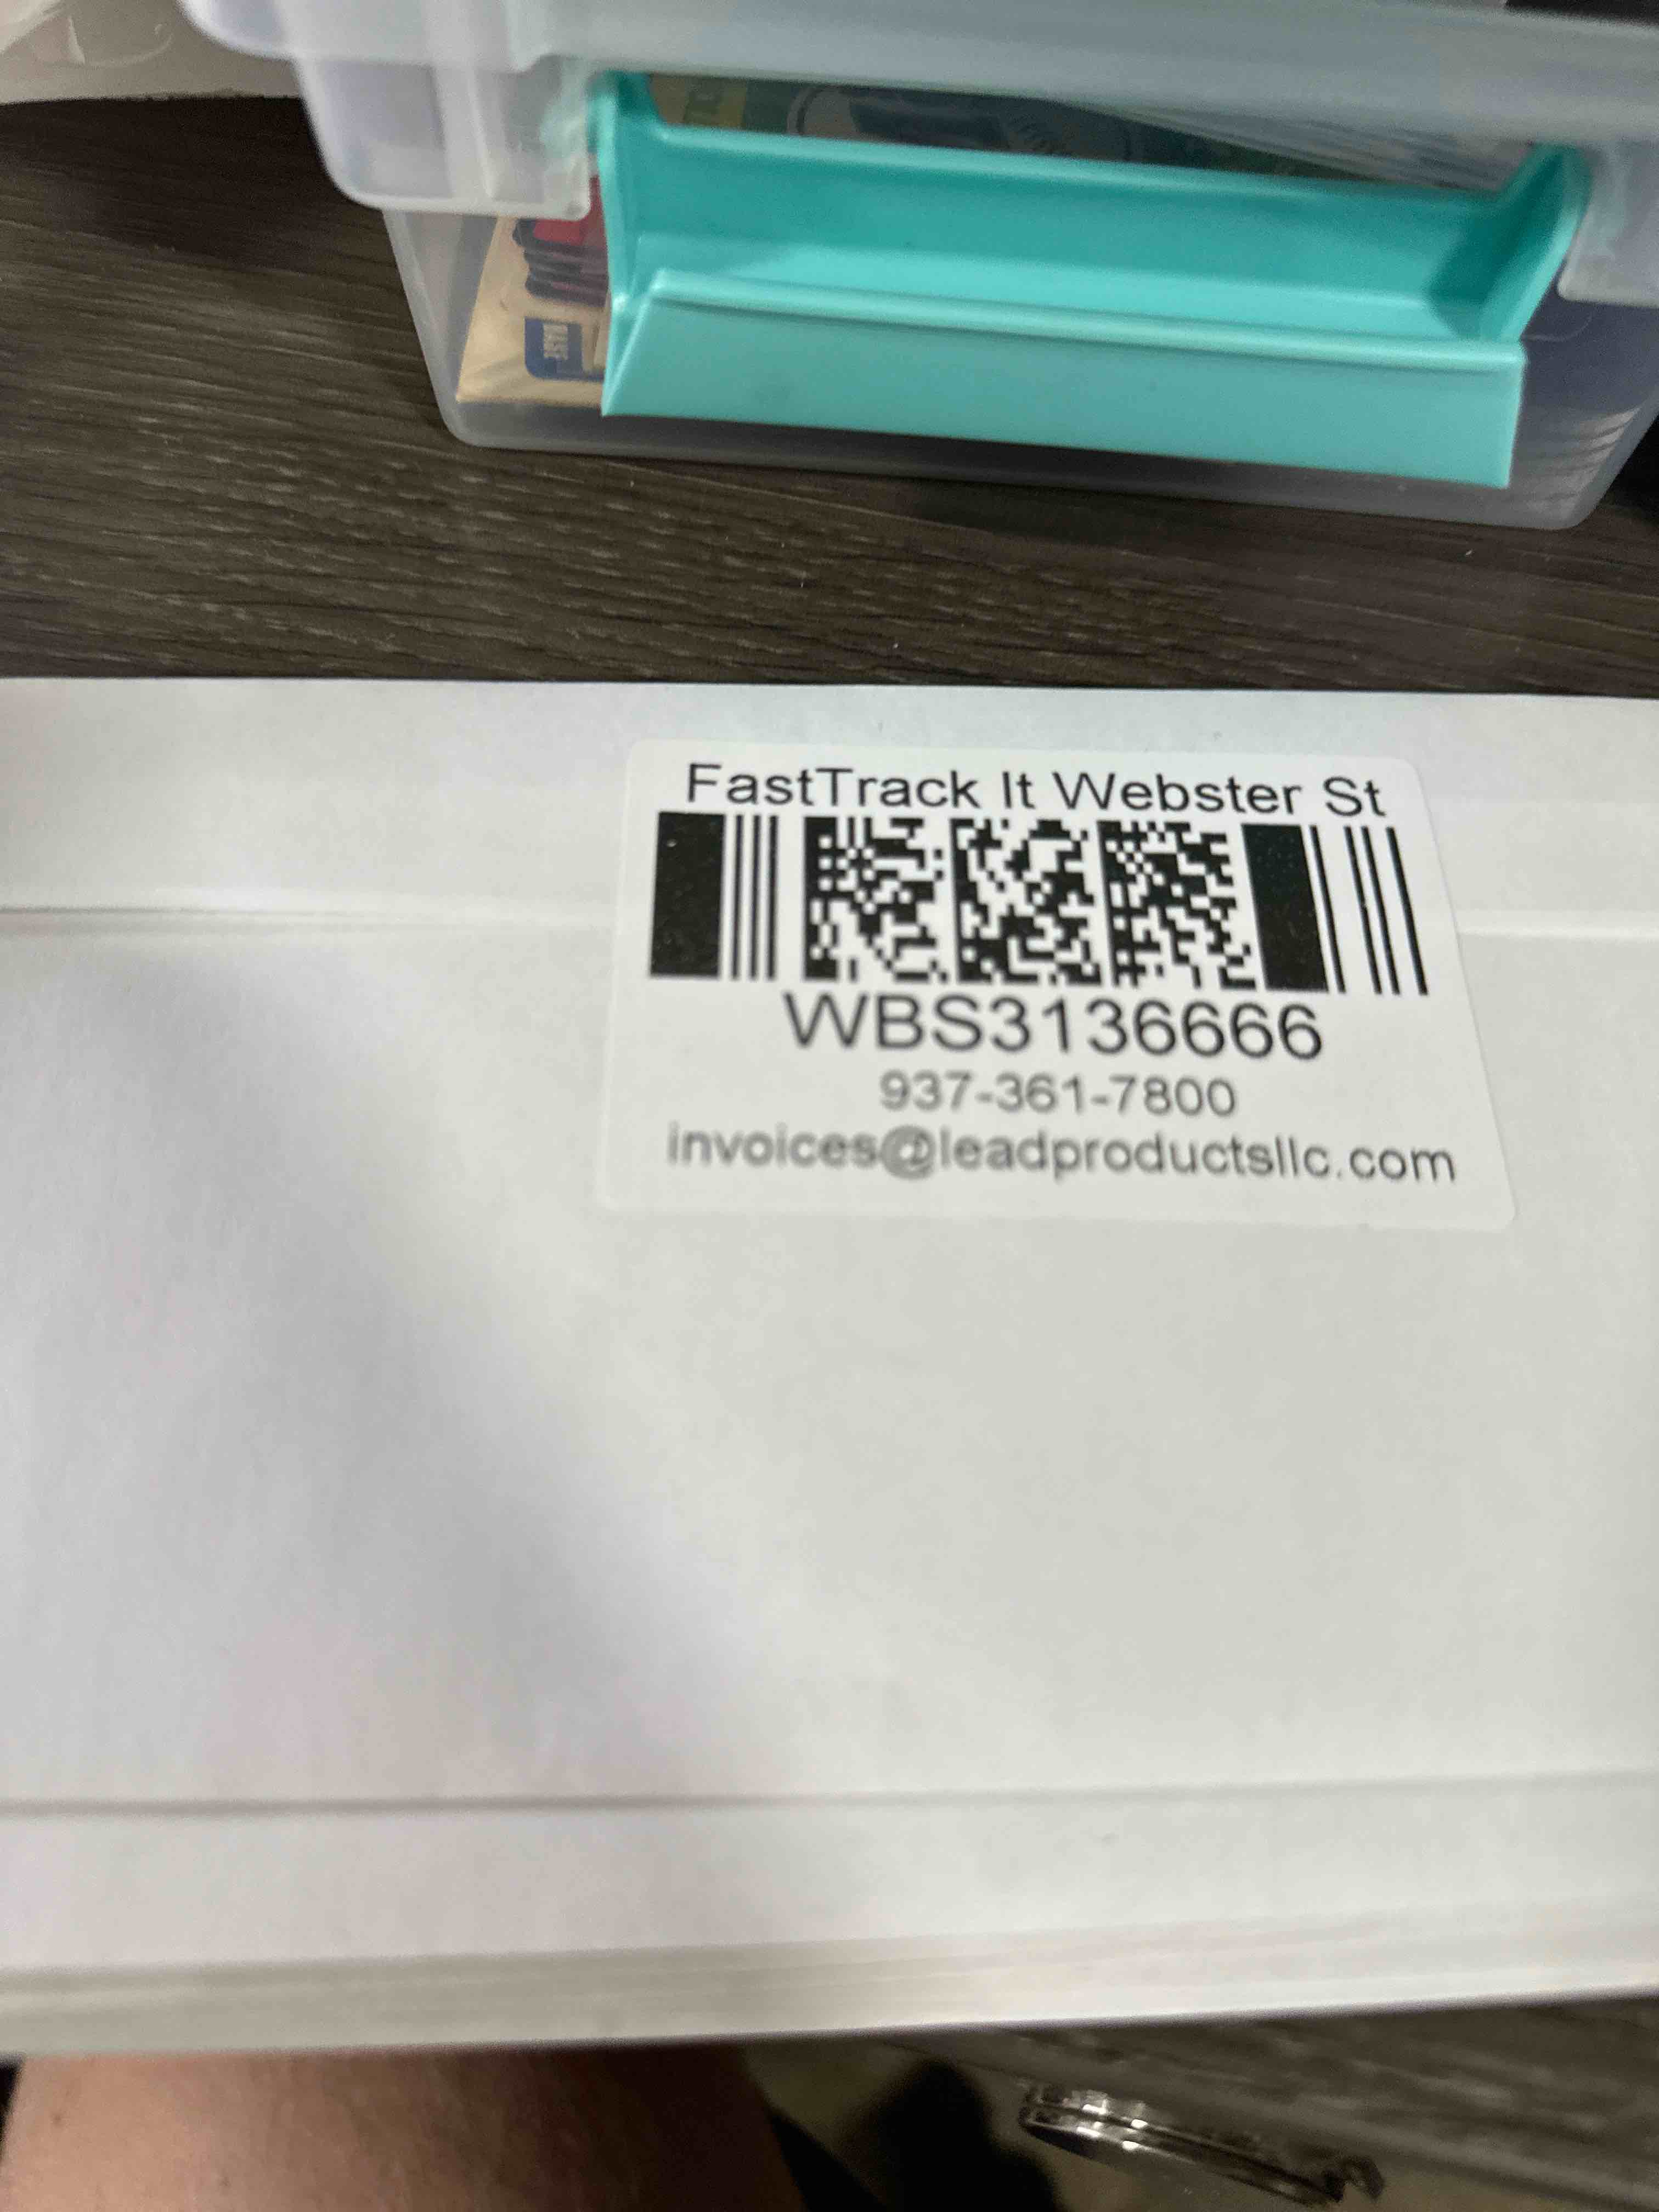 FastTrack It Webster St
WBS3136666
937-361-7800
invoices@leadproductsllc.com